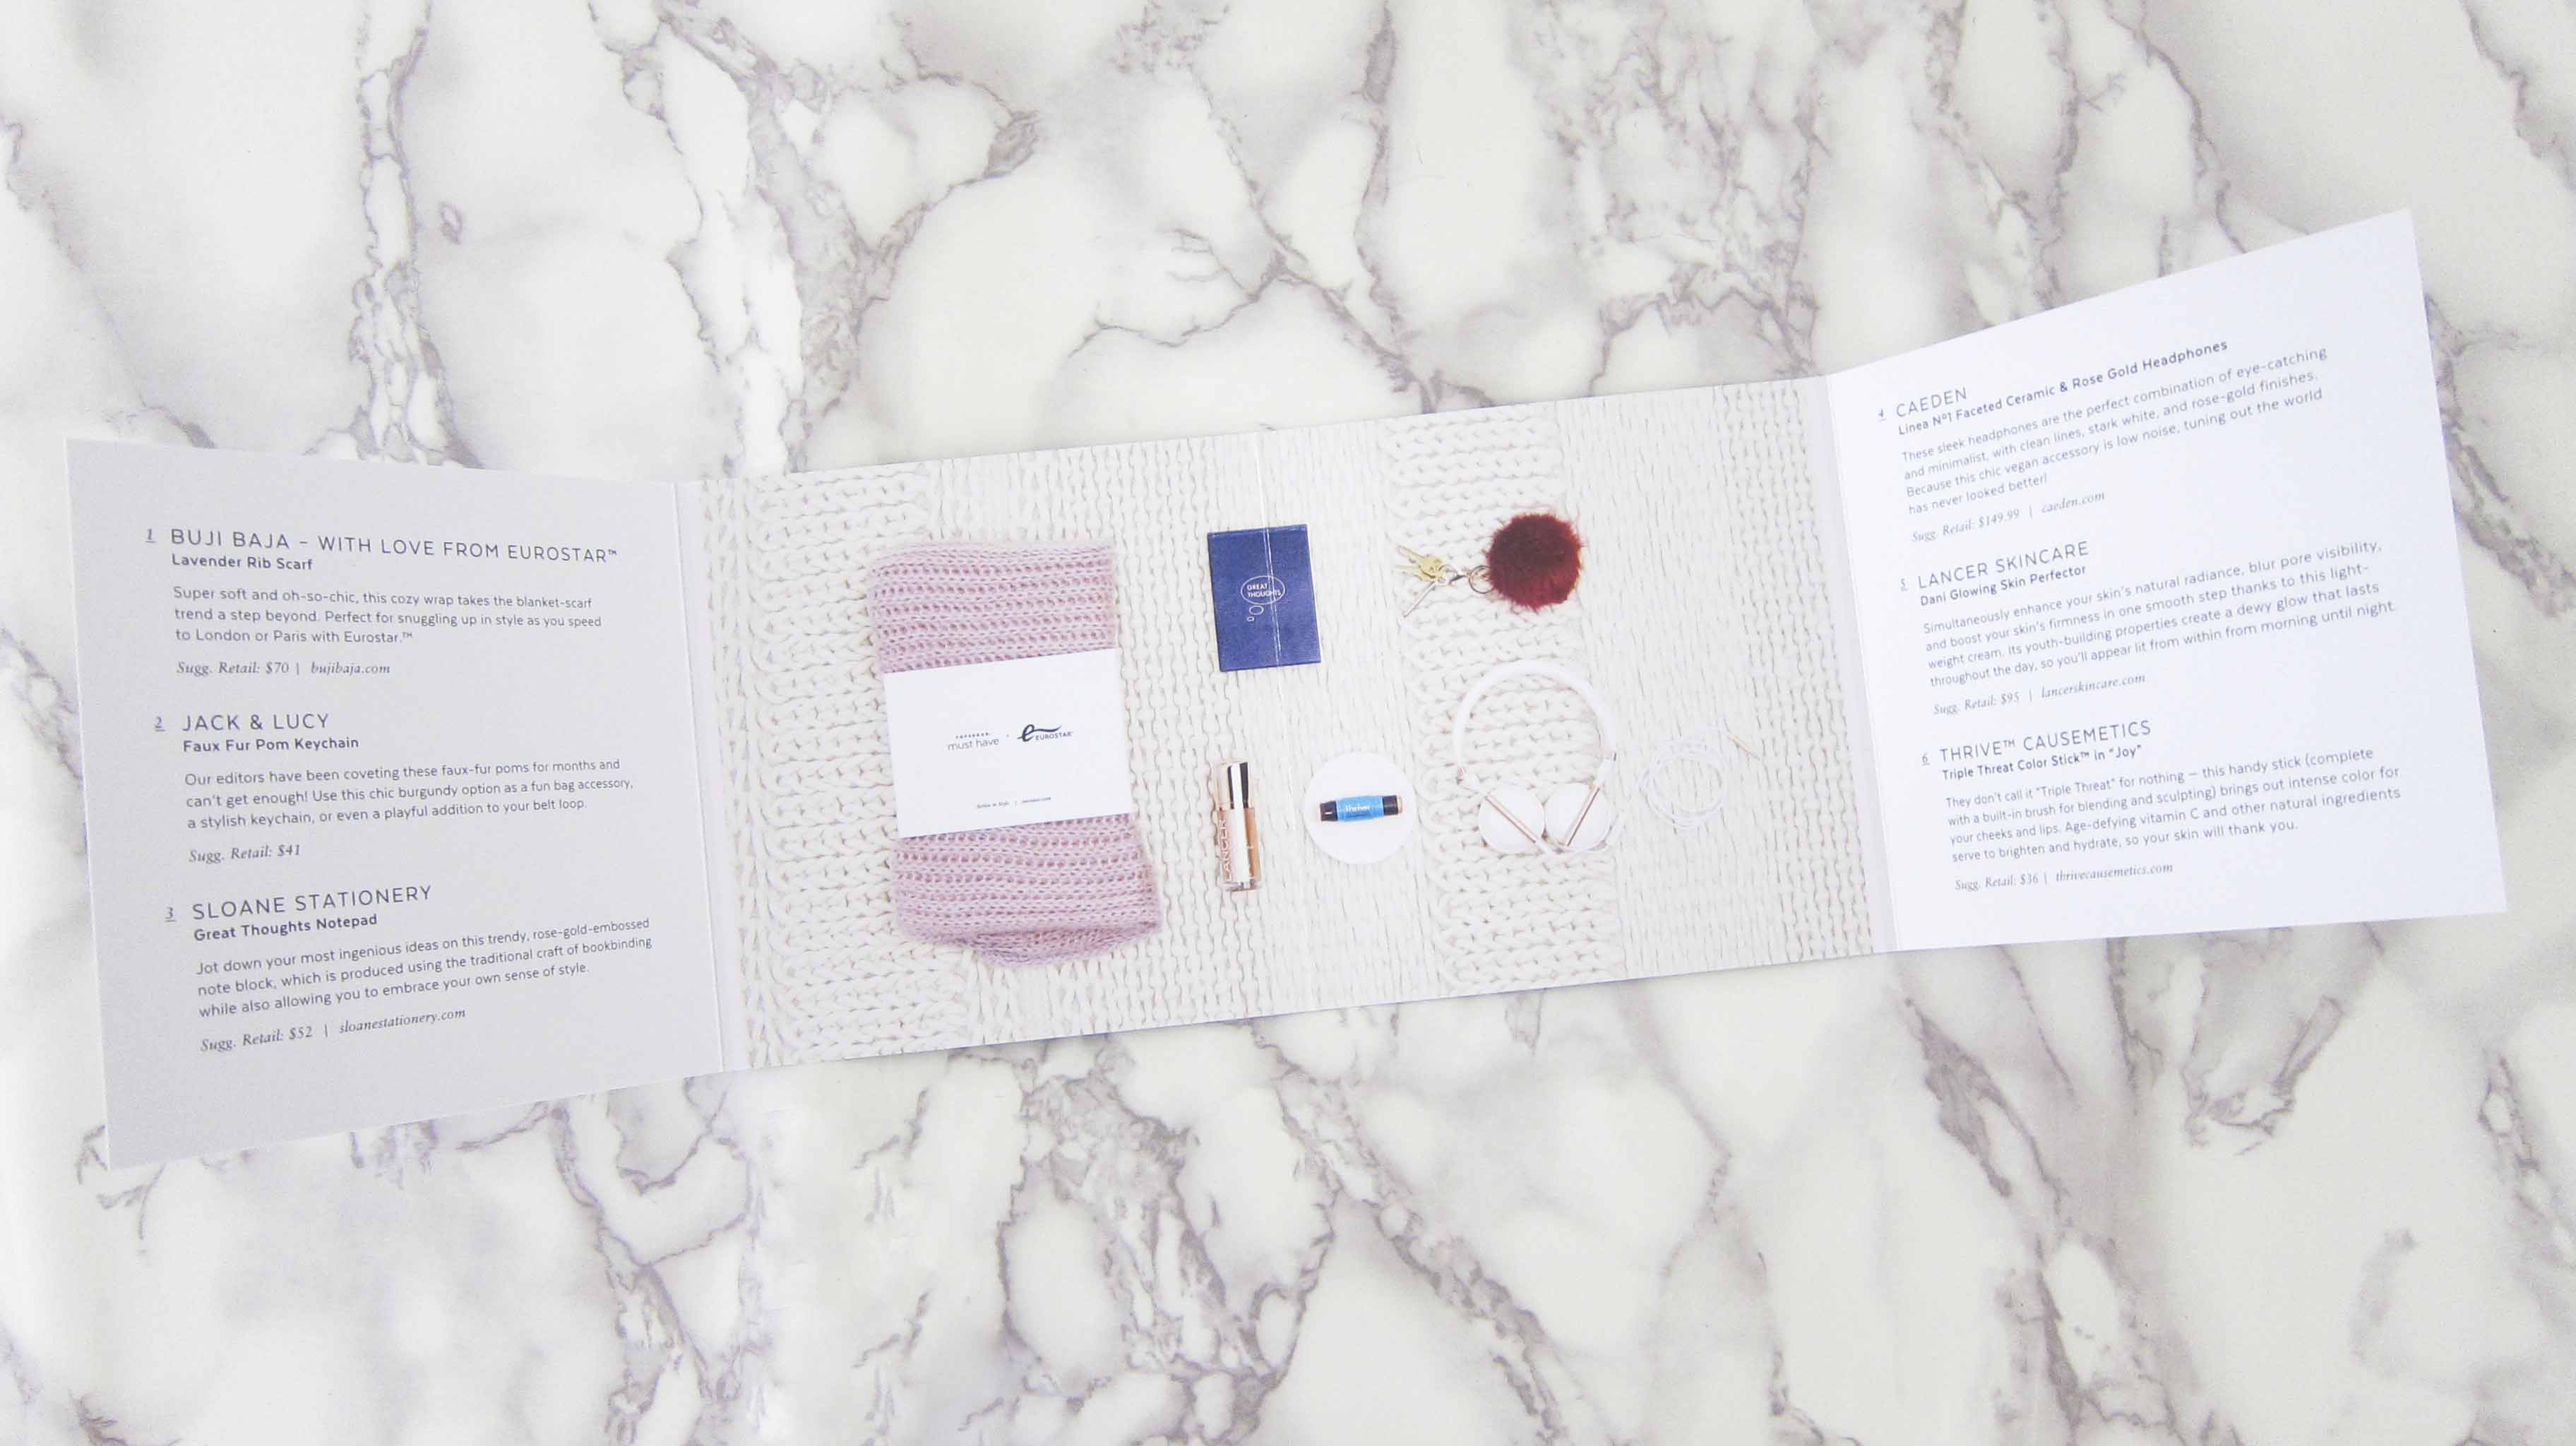 1 BUJI BAJA – WITH LOVE FROM EUROSTAR™
Lavender Rib Scarf
Super soft and oh-so-chic, this cozy wrap takes the blanket-scarf
trend a step beyond. Perfect for snuggling up in style as you speed
to London or Paris with Eurostar.™
Sugg. Retail: $70 | bujibaja.com
2 JACK & LUCY
Faux Fur Pom Keychain
Our editors have been coveting these faux-fur poms for months and
can't get enough! Use this chic burgundy option as a fun bag accessory,
a stylish keychain, or even a playful addition to your belt loop.
Sugg. Retail: $41
3 SLOANE STATIONERY
Great Thoughts Notepad
Jot down your most ingenious ideas on this trendy, rose-gold-embossed
note block, which is produced using the traditional craft of bookbinding
while also allowing you to embrace your own sense of style.
Sugg. Retail: $52 | sloanestationery.com
must have
EUROSTAR
GREAT
THOUGHTS
LANCER
thrive
4 CAEDEN
Linea Nº1 Faceted Ceramic & Rose Gold Headphones
These sleek headphones are the perfect combination of eye-catching
and minimalist, with clean lines, stark white, and rose-gold finishes.
Because this chic vegan accessory is low noise, tuning out the world
has never looked better!
Sugg. Retail: $149.99 | caeden.com
5 LANCER SKINCARE
Dani Glowing Skin Perfector
Simultaneously enhance your skin's natural radiance, blur pore visibility,
and boost your skin's firmness in one smooth step thanks to this light-
weight cream. Its youth-building properties create a dewy glow that lasts
throughout the day, so you'll appear lit from within from morning until night.
Sugg. Retail: $95 | lancerskincare.com
6 THRIVE™ CAUSEMETICS
Triple Threat Color Stick™ in "Joy"
They don't call it "Triple Threat" for nothing – this handy stick (complete
with a built-in brush for blending and sculpting) brings out intense color for
your cheeks and lips. Age-defying vitamin C and other natural ingredients
serve to brighten and hydrate, so your skin will thank you.
Sugg. Retail: $36 | thrivecausemetics.com